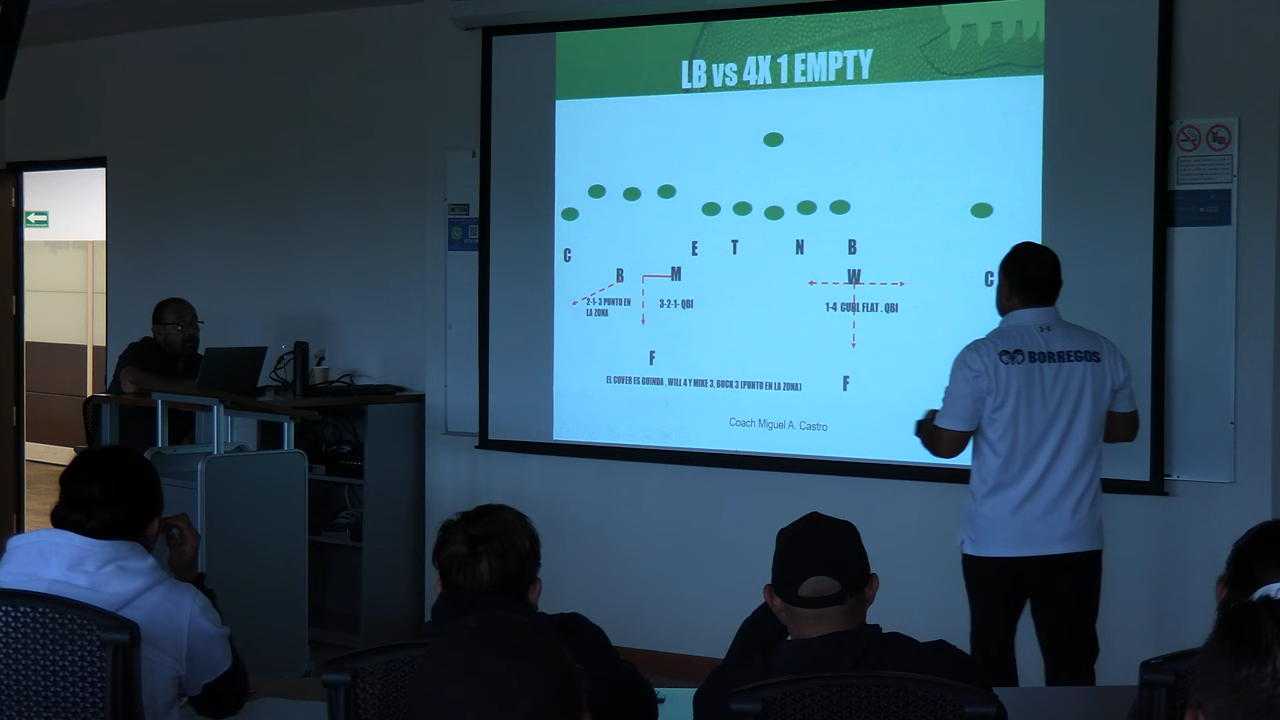 LB vs 4X 1 EMPTY
C
E
T
N
B
B
M
W
C
2-1-3 PUNTO EN
LA ZONA
3-2-1- QBI
1-4 CURL FLAT . QBI
F
F
EL COVER ES GUINDA , WILL 4 Y MIKE 3, BUCK 3 (PUNTO EN LA ZONA)
Coach Miguel A. Castro
BORREGOS